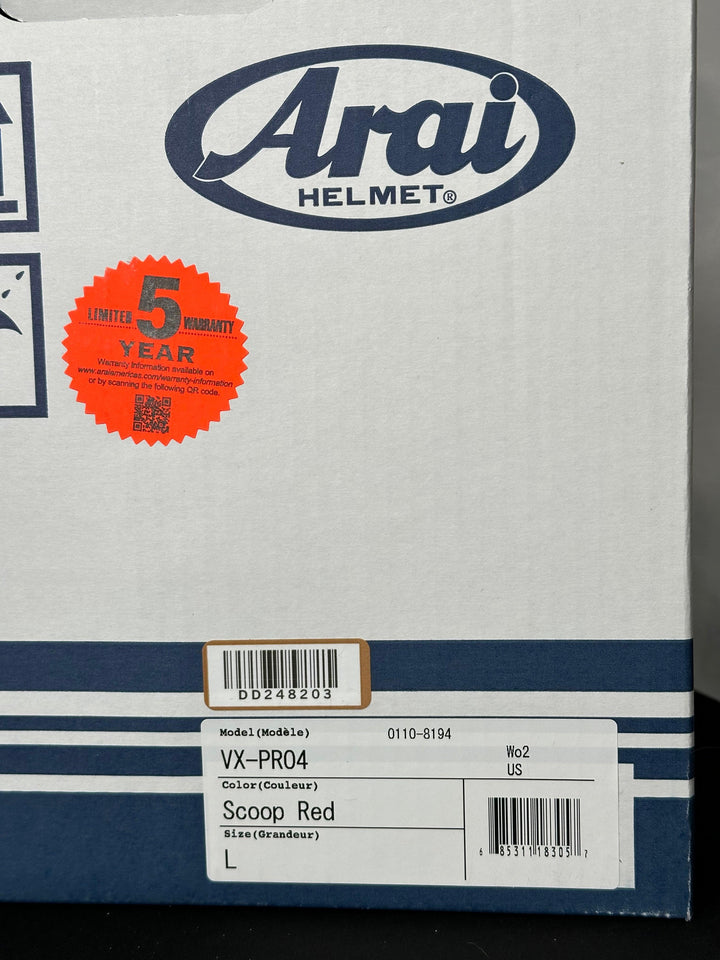 Arai
HELMET®
LIMITED 5 WARRANTY
YEAR
Warranty Information available on
www.araiamericas.com/warranty-information
or by scanning the following QR code.
DD248203
Model(Modèle) 0110-8194
VX-PRO4 Wo2
US
Color(Couleur)
Scoop Red
Size(Grandeur)
L
6 85311 18305 7